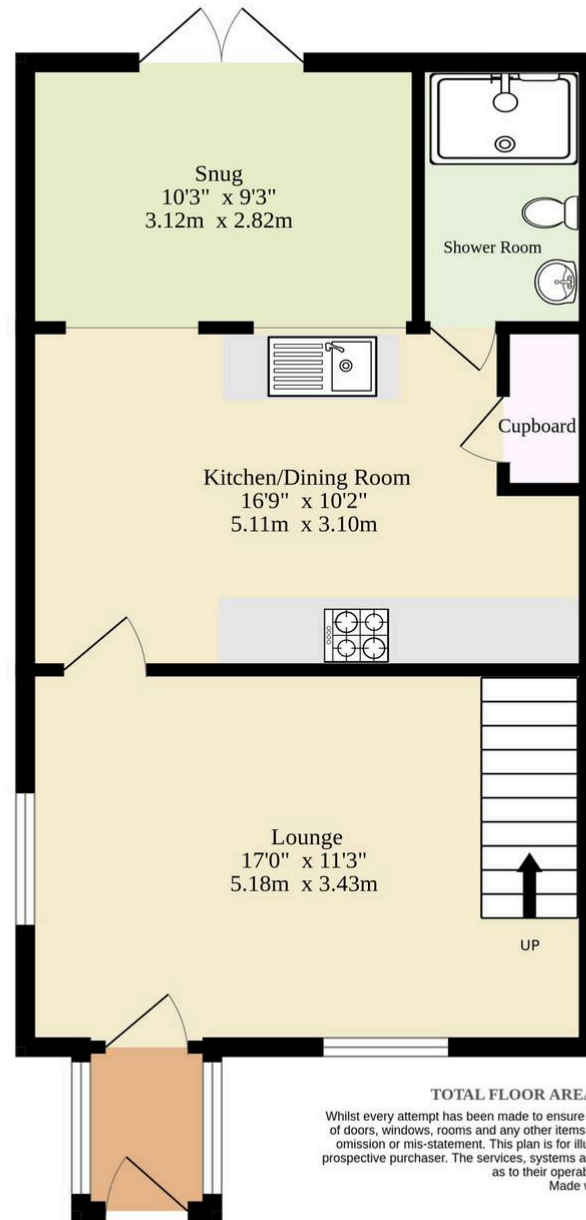 Snug
10'3" x 9'3"
3.12m x 2.82m
Shower Room
Cupboard
Kitchen/Dining Room
16'9" x 10'2"
5.11m x 3.10m
Lounge
17'0" x 11'3"
5.18m x 3.43m
UP
TOTAL FLOOR AREA
Whilst every attempt has been made to ensure
of doors, windows, rooms and any other items
omission or mis-statement. This plan is for
prospective purchaser. The services, systems
as to their
Made